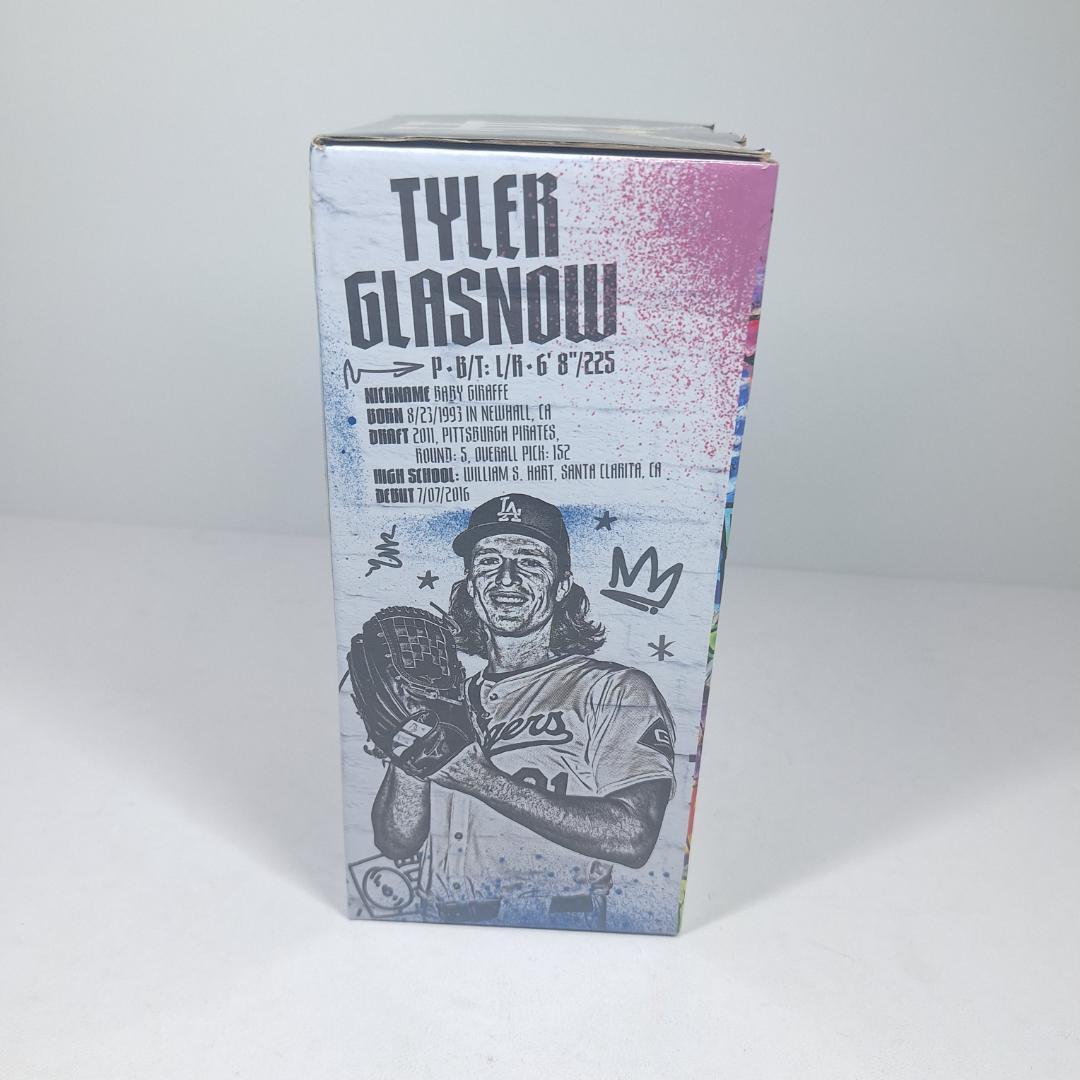 TYLER
GLASNOW
P • B/T: L/R • 6' 8"/225
NICKNAME BABY GIRAFFE
BORN 8/23/1993 IN NEWHALL, CA
DRAFT 2011, PITTSBURGH PIRATES,
ROUND: 5, OVERALL PICK: 152
HIGH SCHOOL: WILLIAM S. HART, SANTA CLARITA, CA
DEBUT 7/07/2016
LA